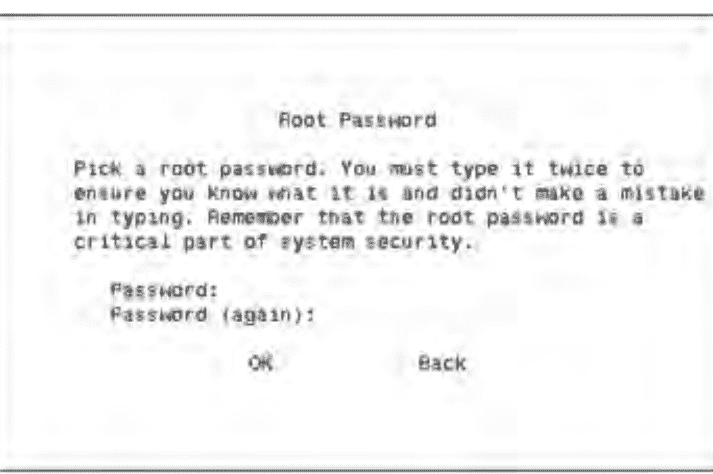 Root Password
Pick a root password. You must type it twice to
ensure you know what it is and didn't make a mistake
in typing. Remember that the root password is a
critical part of system security.
Password:
Password (again):
OK
Back